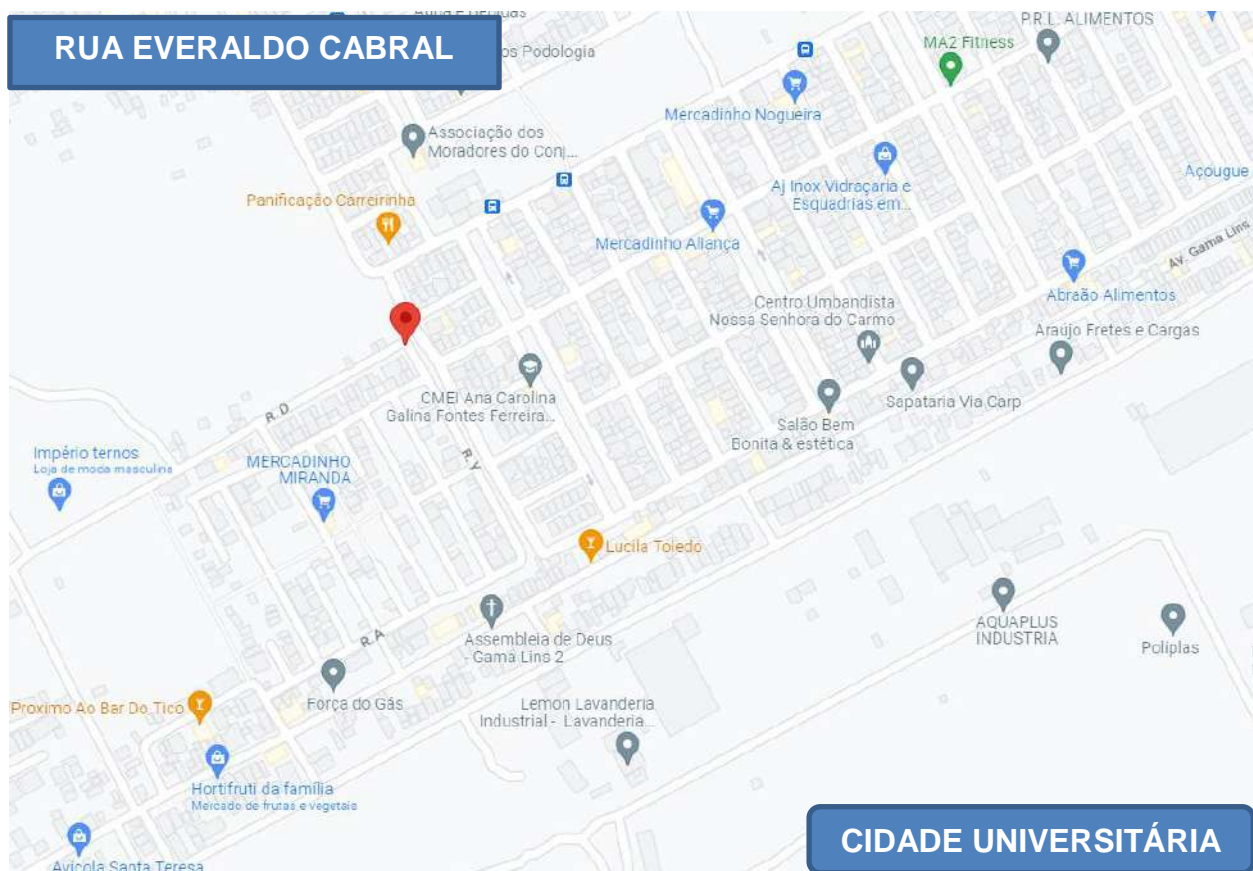 RUA EVERALDO CABRAL
os Podologia
P.R.L. ALIMENTOS
MA2 Fitness
Mercadinho Nogueira
Associação dos
Moradores do Conj...
Panificação Carreirinha
Aj Inox Vidraçaria e
Esquadrias em...
Açougue
Mercadinho Aliança
Av. Gama Lins
Abraão Alimentos
Centro Umbandista
Nossa Senhora do Carmo
Araújo Fretes e Cargas
CMEI Ana Carolina
Galina Fontes Ferreira...
Sapataria Via Carp
R. D
Salão Bem
Bonita & estética
Império ternos
Loja de moda masculina
MERCADINHO
MIRANDA
R. Y
Lucila Toledo
AQUAPLUS
INDUSTRIA
Poliplas
R. A
Assembleia de Deus
- Gama Lins 2
Força do Gás
Proximo Ao Bar Do Tico
Lemon Lavanderia
Industrial - Lavanderia...
Hortifruti da família
Mercado de frutas e vegetais
Avícola Santa Teresa
CIDADE UNIVERSITÁRIA